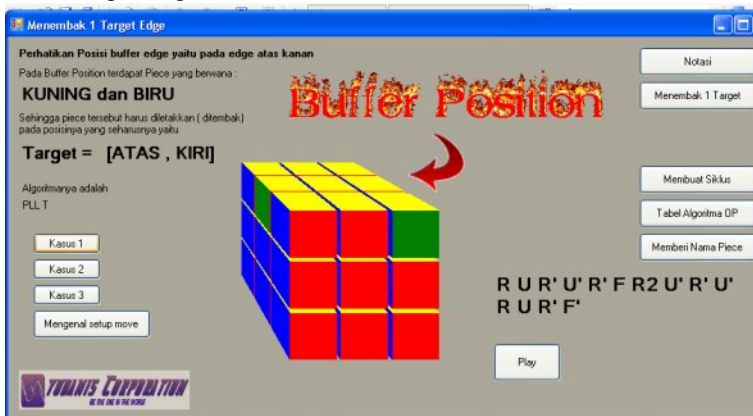 Menembak 1 Target Edge
Perhatikan Posisi buffer edge yaitu pada edge atas kanan
Pada Buffer Position terdapat Piece yang berwana :
KUNING dan BIRU
Sehingga piece tersebut harus diletakkan ( ditembak)
pada posisinya yang seharusnya yaitu
Target = [ATAS , KIRI]
Algoritmanya adalah
PLL T
Kasus 1
Kasus 2
Kasus 3
Mengenal setup move
Buffer Position
Notasi
Menembak 1 Target
Membuat Siklus
Tabel Algoritma OP
Memberi Nama Piece
R U R' U' R' F R2 U' R' U'
R U R' F'
Play